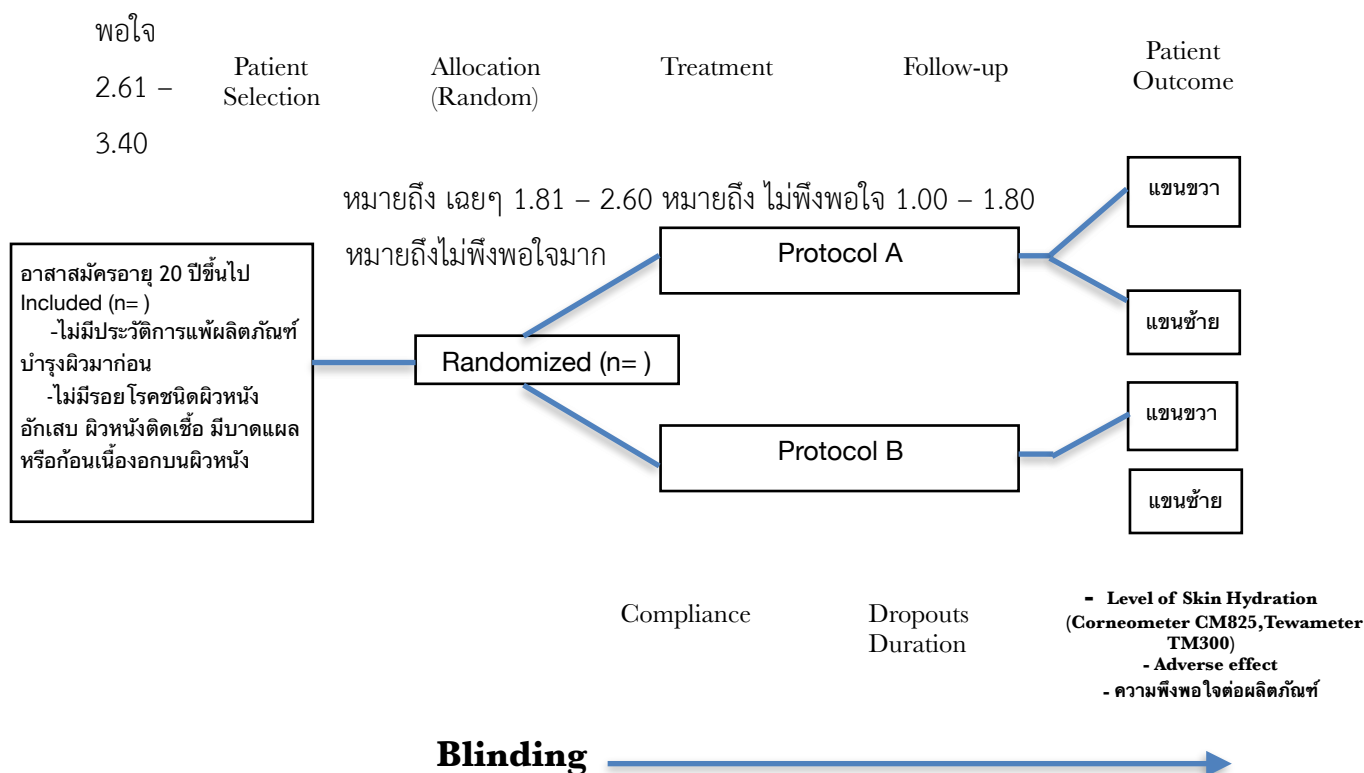 พอใจ
2.61 –
3.40
Patient
Selection
Allocation
(Random)
Treatment
Follow-up
Patient
Outcome
หมายถึง เฉยๆ 1.81 – 2.60 หมายถึง ไม่พึงพอใจ 1.00 – 1.80
หมายถึงไม่พึงพอใจมาก
อาสาสมัครอายุ 20 ปีขึ้นไป
Included (n= )
-ไม่มีประวัติการแพ้ผลิตภัณฑ์
บำรุงผิวมาก่อน
-ไม่มีรอยโรคชนิดผิวหนัง
อักเสบ ผิวหนังติดเชื้อ มีบาดแผล
หรือก้อนเนื้องอกบนผิวหนัง
Randomized (n= )
Protocol A
Protocol B
แขนขวา
แขนซ้าย
แขนขวา
แขนซ้าย
Compliance
Dropouts
Duration
- Level of Skin Hydration
(Corneometer CM825,Tewameter
TM300)
- Adverse effect
- ความพึงพอใจต่อผลิตภัณฑ์
Blinding